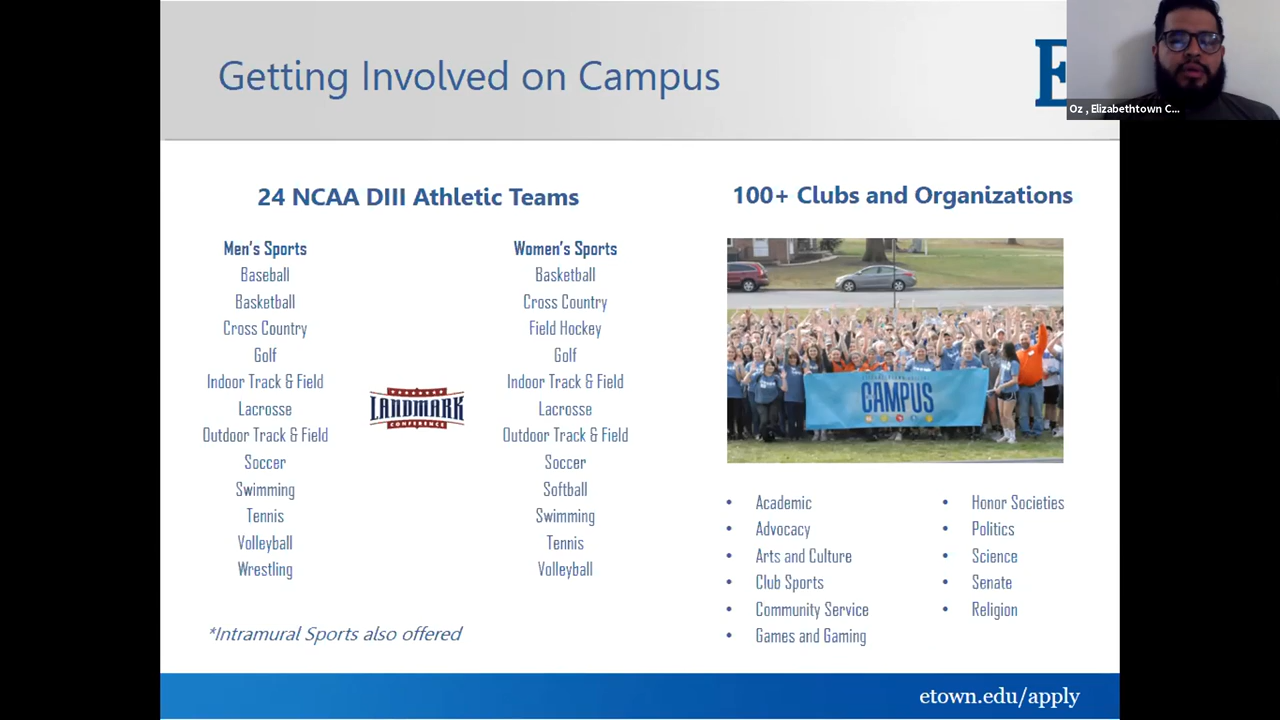 Getting Involved on Campus
E
Oz , Elizabethtown C...
24 NCAA DIII Athletic Teams
Men's Sports
Baseball
Basketball
Cross Country
Golf
Indoor Track & Field
Lacrosse
Outdoor Track & Field
Soccer
Swimming
Tennis
Volleyball
Wrestling
LANDMARK
CONFERENCE
Women's Sports
Basketball
Cross Country
Field Hockey
Golf
Indoor Track & Field
Lacrosse
Outdoor Track & Field
Soccer
Softball
Swimming
Tennis
Volleyball
*Intramural Sports also offered
100+ Clubs and Organizations
CAMPUS
• Academic
• Advocacy
• Arts and Culture
• Club Sports
• Community Service
• Games and Gaming
• Honor Societies
• Politics
• Science
• Senate
• Religion
etown.edu/apply